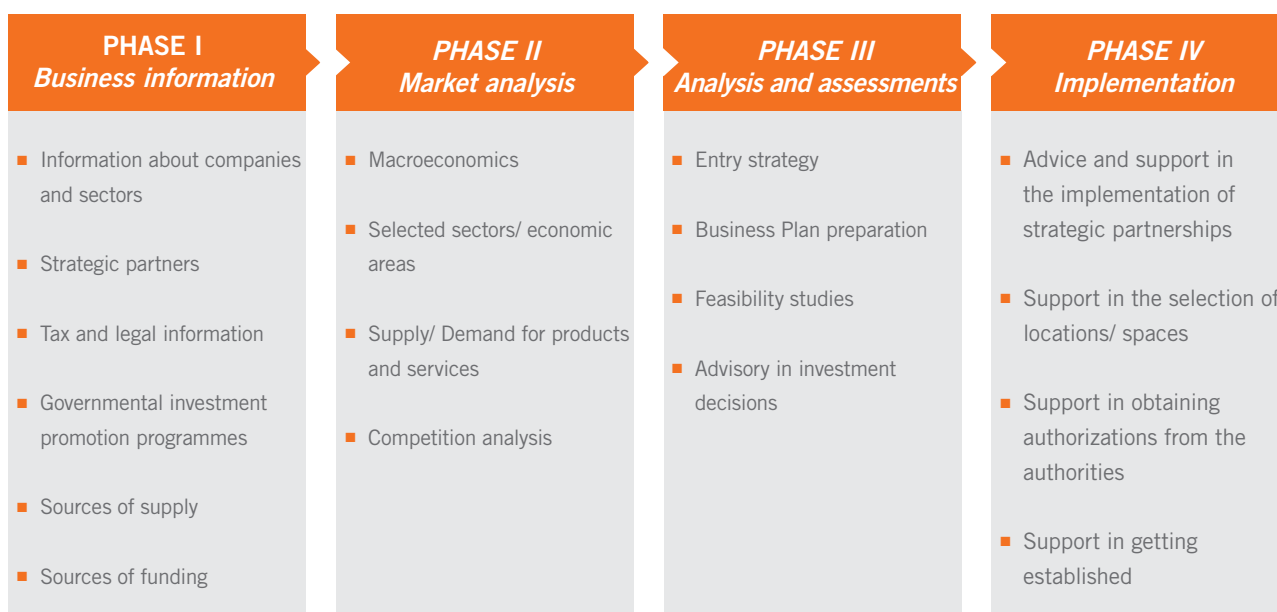 PHASE I
Business information
Information about companies
and sectors
Strategic partners
Tax and legal information
Governmental investment
promotion programmes
Sources of supply
Sources of funding
PHASE II
Market analysis
Macroeconomics
Selected sectors/ economic
areas
Supply/ Demand for products
and services
Competition analysis
PHASE III
Analysis and assessments
Entry strategy
Business Plan preparation
Feasibility studies
Advisory in investment
decisions
PHASE IV
Implementation
Advice and support in
the implementation of
strategic partnerships
Support in the selection of
locations/ spaces
Support in obtaining
authorizations from the
authorities
Support in getting
established